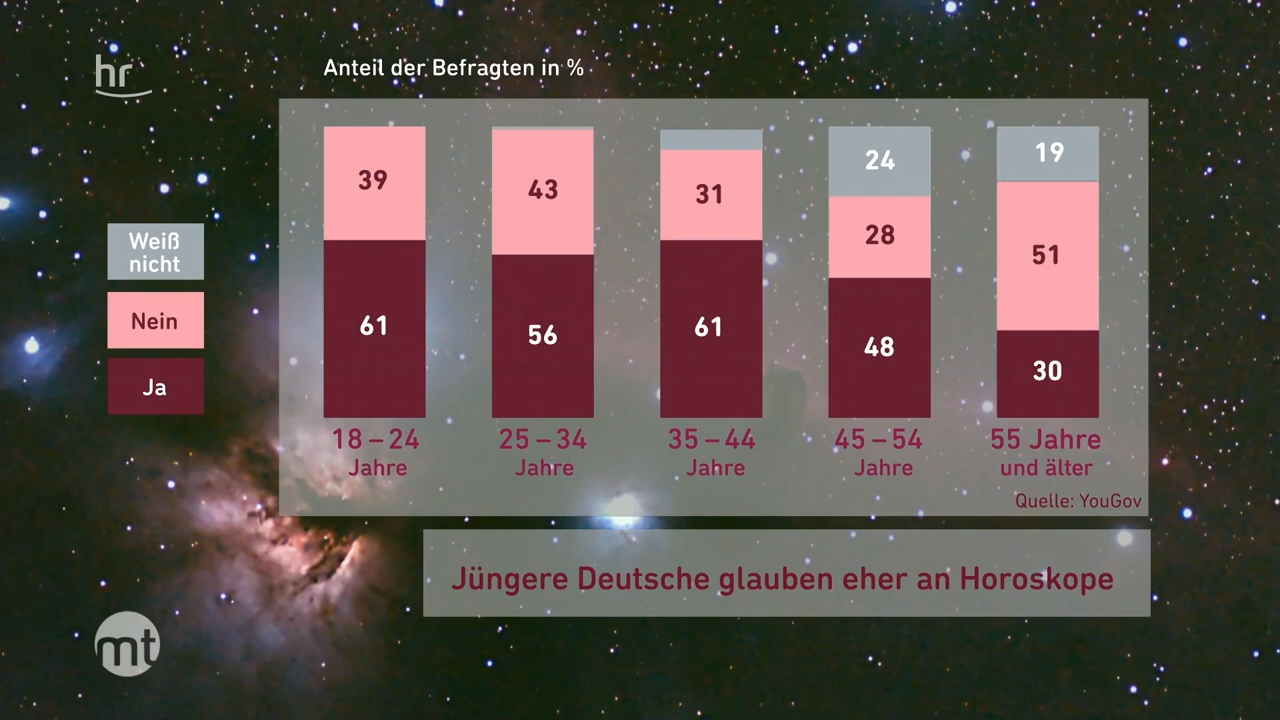 hr
Anteil der Befragten in %
Weiß
nicht
Nein
Ja
39
61
43
56
31
61
24
28
48
19
51
30
18 – 24
Jahre
25 – 34
Jahre
35 – 44
Jahre
45 – 54
Jahre
55 Jahre
und älter
Quelle: YouGov
Jüngere Deutsche glauben eher an Horoskope
mt